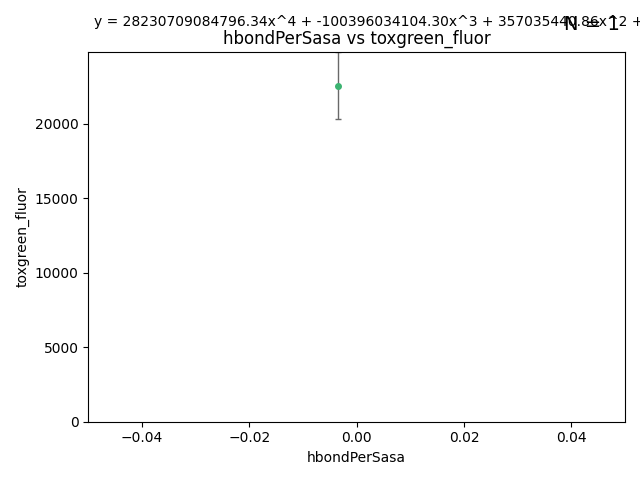 y = 28230709084796.34x^4 + -100396034104.30x^3 + 357035440.86x^2 +
N = 1
hbondPerSasa vs toxgreen_fluor
20000
15000
10000
5000
0
toxgreen_fluor
−0.04 −0.02 0.00 0.02 0.04
hbondPerSasa